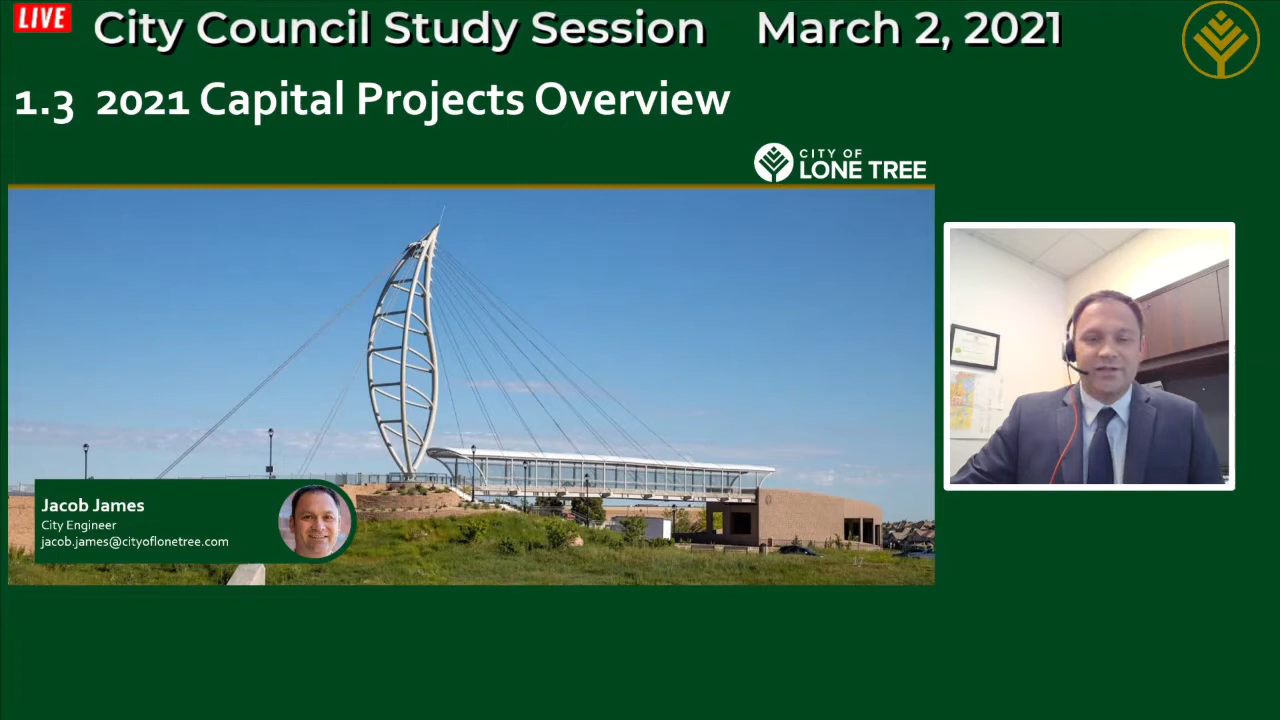 LIVE
City Council Study Session March 2, 2021
1.3 2021 Capital Projects Overview
CITY OF
LONE TREE
Jacob James
City Engineer
jacob.james@cityoflonetree.com
17